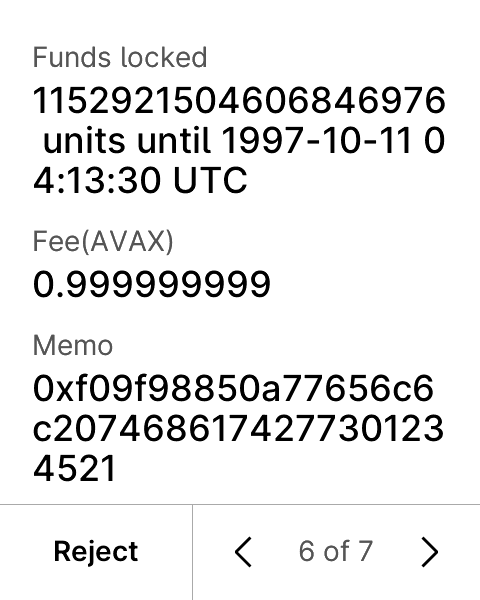 Funds locked
1152921504606846976
units until 1997-10-11 0
4:13:30 UTC
Fee(AVAX)
0.999999999
Memo
0xf09f98850a77656c6
c207468617427730123
4521
Reject
6 of 7